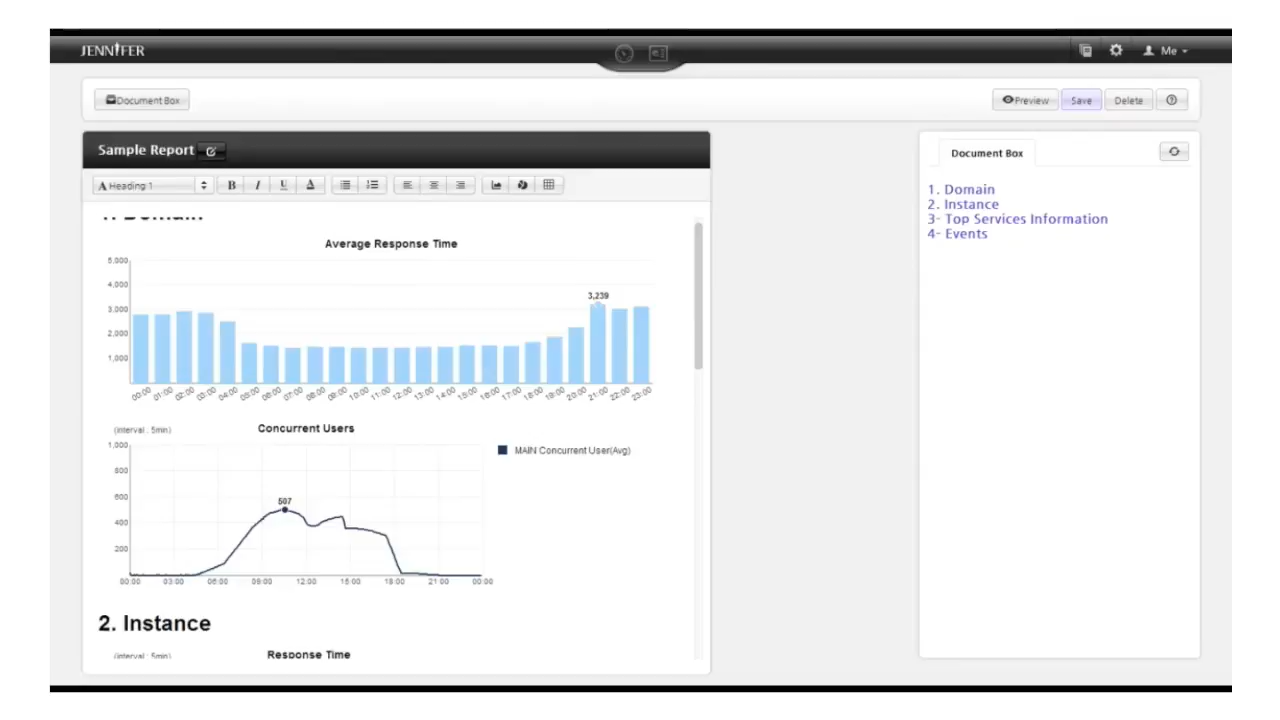 JENNIFER
Me
Document Box
Preview Save Delete
Sample Report
A Heading 1 B I U A
1. Domain
Average Response Time
5,000
4,000
3,239
3,000
2,000
1,000
00:00 01:00 02:00 03:00 04:00 05:00 06:00 07:00 08:00 09:00 10:00 11:00 12:00 13:00 14:00 15:00 16:00 17:00 18:00 19:00 20:00 21:00 22:00 23:00
(interval : 5min) Concurrent Users
1,000
MAIN Concurrent User(Avg)
800
600
507
400
200
00:00 03:00 06:00 09:00 12:00 15:00 18:00 21:00 00:00
2. Instance
(interval : 5min) Response Time
Document Box
1. Domain
2. Instance
3- Top Services Information
4- Events